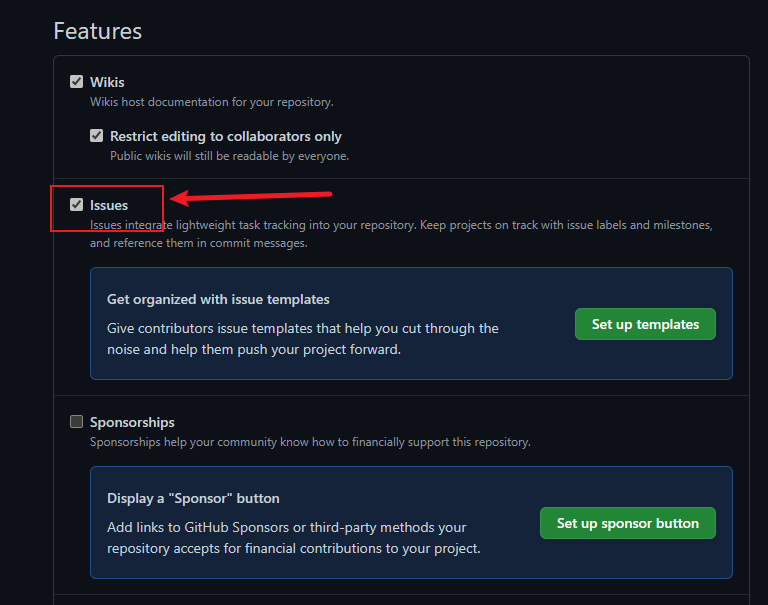 Features
Wikis
Wikis host documentation for your repository.
Restrict editing to collaborators only
Public wikis will still be readable by everyone.
Issues
Issues integrate lightweight task tracking into your repository. Keep projects on track with issue labels and milestones,
and reference them in commit messages.
Get organized with issue templates
Give contributors issue templates that help you cut through the
noise and help them push your project forward.
Set up templates
Sponsorships
Sponsorships help your community know how to financially support this repository.
Display a "Sponsor" button
Add links to GitHub Sponsors or third-party methods your
repository accepts for financial contributions to your project.
Set up sponsor button